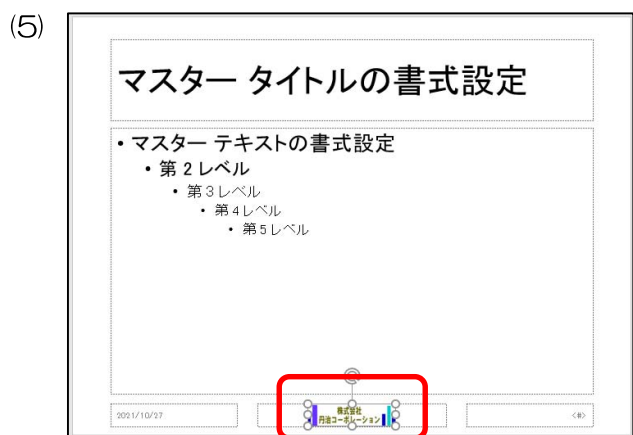 (5)
マスター タイトルの書式設定
• マスター テキストの書式設定
• 第 2 レベル
• 第 3 レベル
• 第 4 レベル
• 第 5 レベル
2021/10/27
株式会社
丹治コーポレーション
<#>